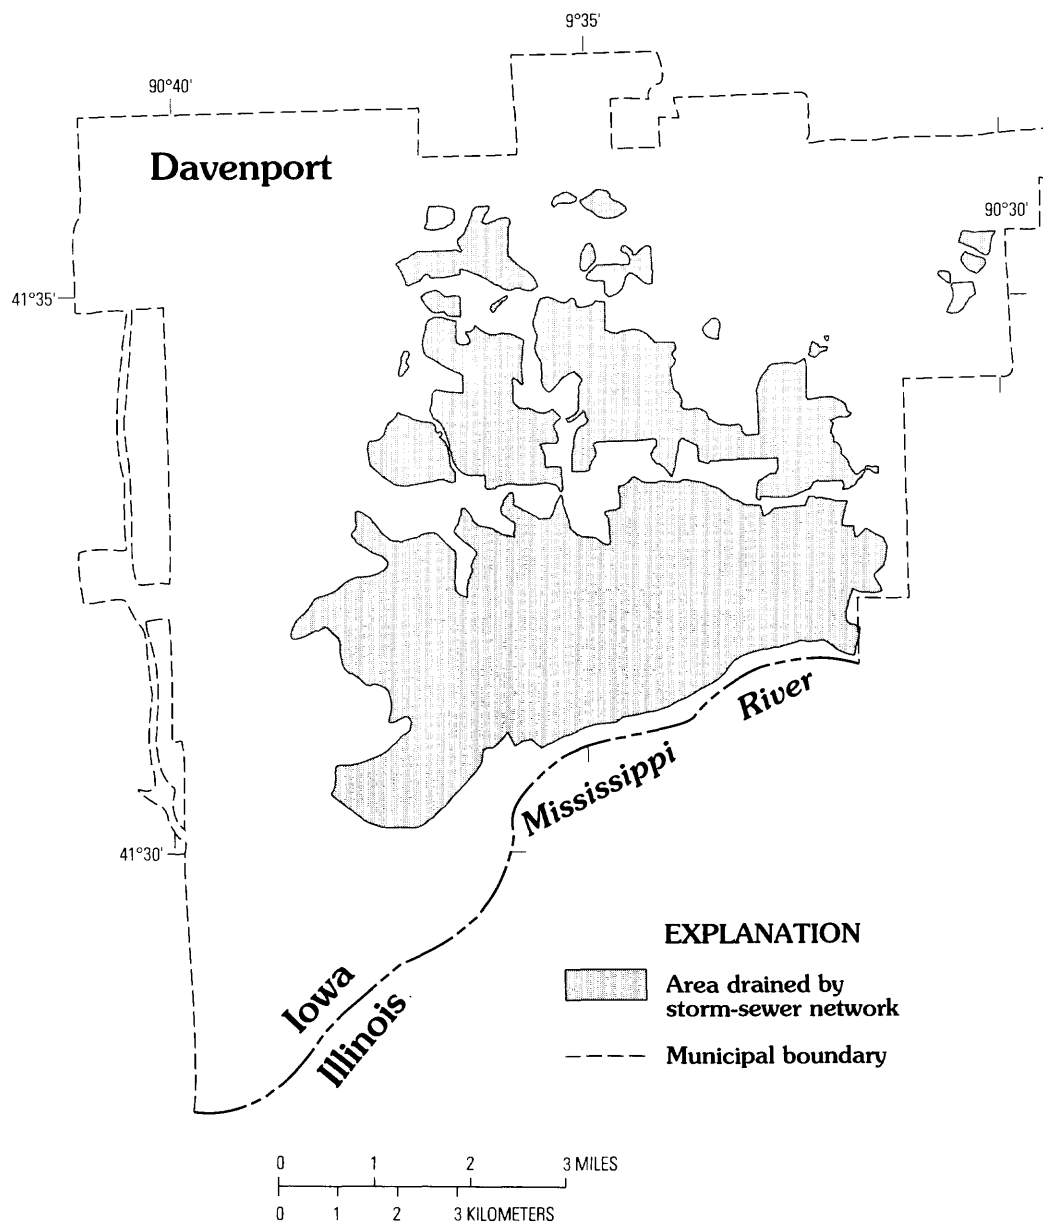 9°35'
90°40'
Davenport
90°30'
41°35'
River
Mississippi
41°30'
EXPLANATION
Iowa
Area drained by
storm-sewer network
Illinois
Municipal boundary
0 1 2 3 MILES
0 1 2 3 KILOMETERS